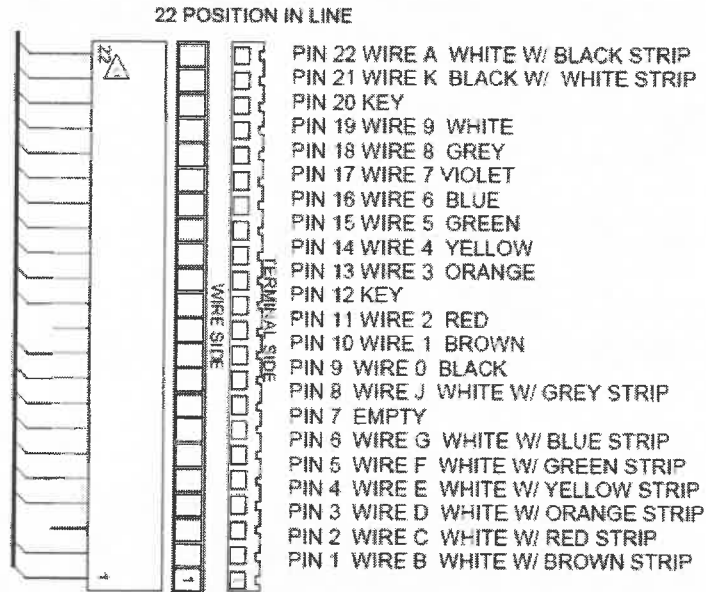 22 POSITION IN LINE
22
PIN 22 WIRE A WHITE W/ BLACK STRIP
PIN 21 WIRE K BLACK W/ WHITE STRIP
PIN 20 KEY
PIN 19 WIRE 9 WHITE
PIN 18 WIRE 8 GREY
PIN 17 WIRE 7 VIOLET
PIN 16 WIRE 6 BLUE
PIN 15 WIRE 5 GREEN
PIN 14 WIRE 4 YELLOW
PIN 13 WIRE 3 ORANGE
PIN 12 KEY
PIN 11 WIRE 2 RED
PIN 10 WIRE 1 BROWN
PIN 9 WIRE 0 BLACK
PIN 8 WIRE J WHITE W/ GREY STRIP
PIN 7 EMPTY
PIN 6 WIRE G WHITE W/ BLUE STRIP
PIN 5 WIRE F WHITE W/ GREEN STRIP
PIN 4 WIRE E WHITE W/ YELLOW STRIP
PIN 3 WIRE D WHITE W/ ORANGE STRIP
PIN 2 WIRE C WHITE W/ RED STRIP
PIN 1 WIRE B WHITE W/ BROWN STRIP
WIRE SIDE
TERMINAL SIDE
1
1